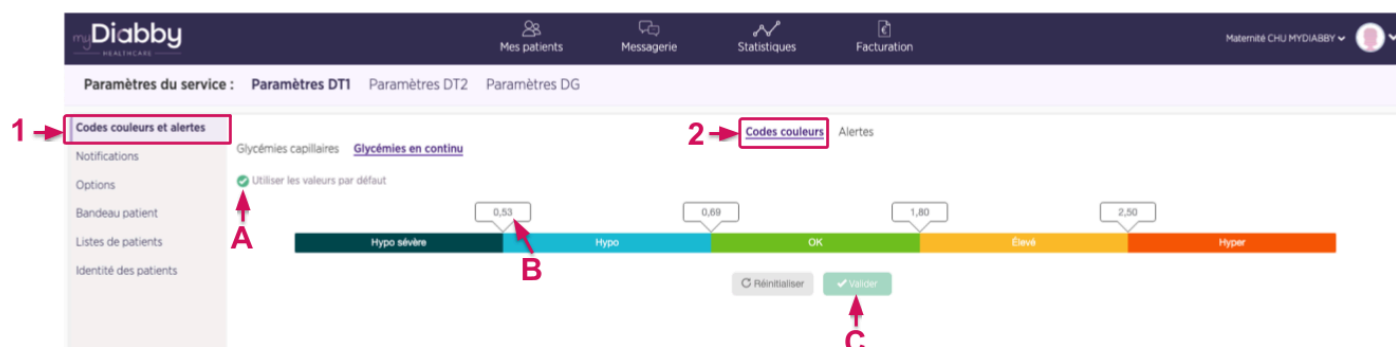 myDiabby
HEALTHCARE
Mes patients
Messagerie
Statistiques
Facturation
Maternité CHU MYDIABBY
Paramètres du service : Paramètres DT1 Paramètres DT2 Paramètres DG
1
Codes couleurs et alertes
2
Codes couleurs Alertes
Notifications
Glycémies capillaires Glycémies en continu
Options
Utiliser les valeurs par défaut
Bandeau patient
A
0,53 0,69 1,80 2,50
Listes de patients
Hypo sévère Hypo OK Élevé Hyper
B
Identité des patients
Réinitialiser Valider
C